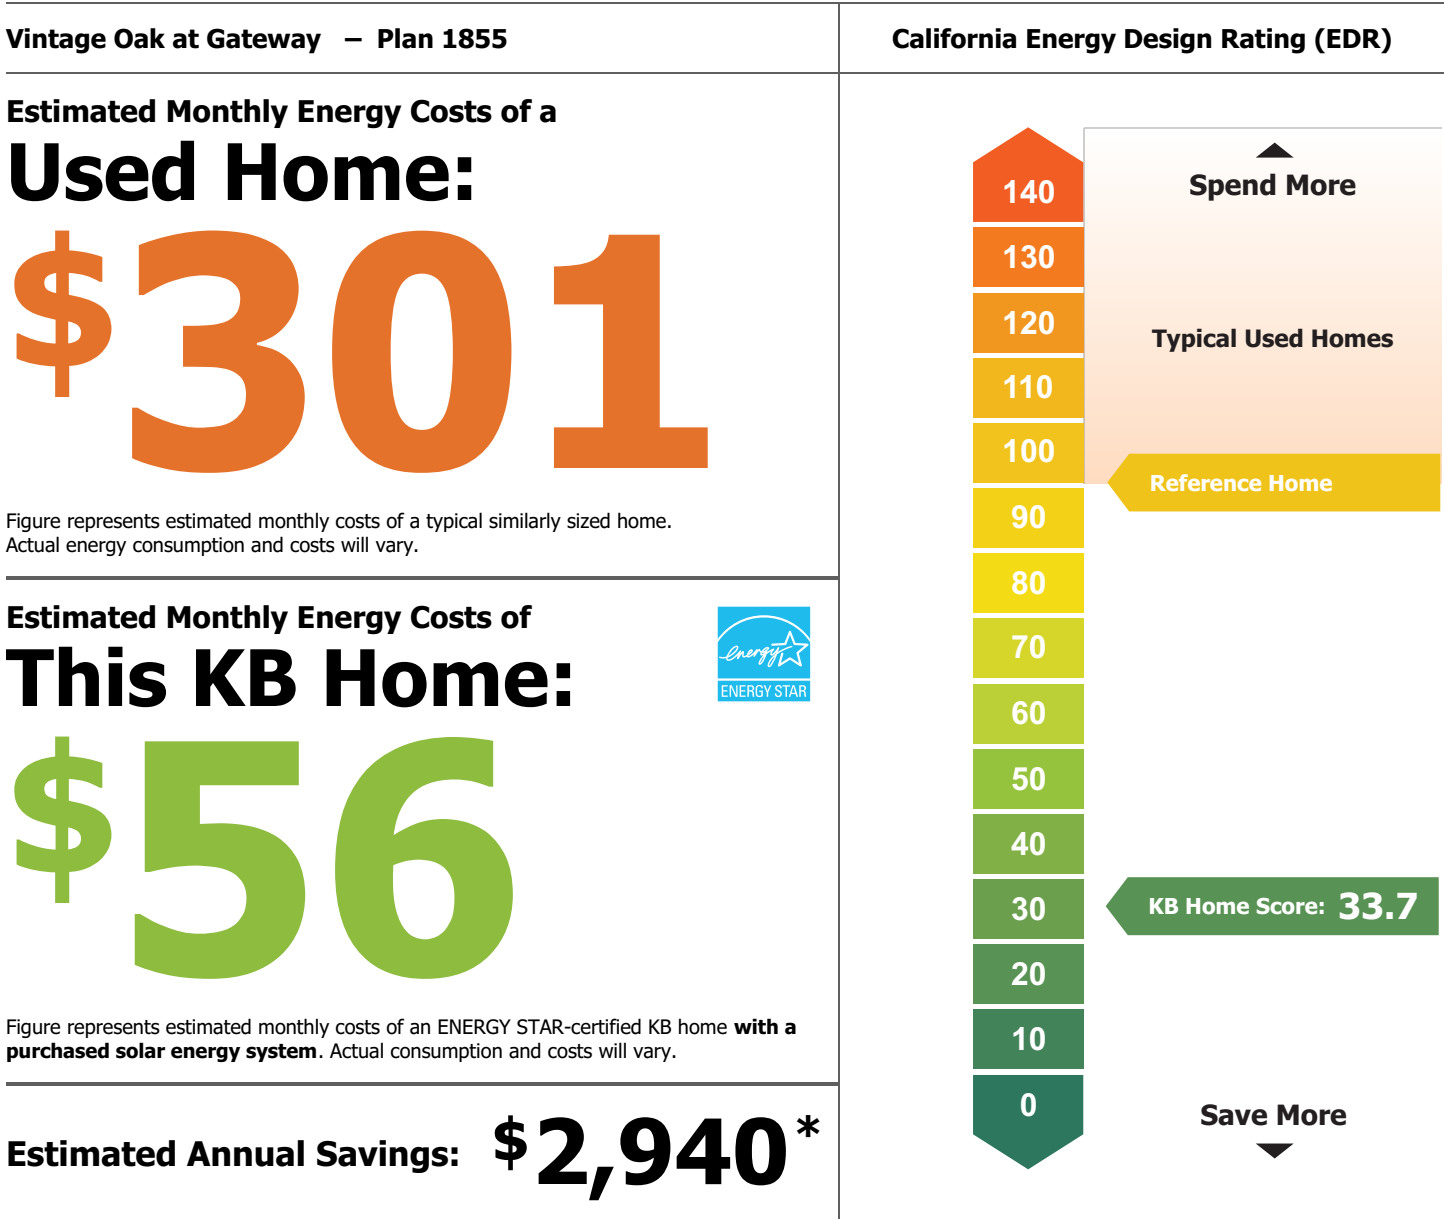 Vintage Oak at Gateway – Plan 1855
Estimated Monthly Energy Costs of a
Used Home:
$301
Figure represents estimated monthly costs of a typical similarly sized home.
Actual energy consumption and costs will vary.
Estimated Monthly Energy Costs of
This KB Home:
energy
ENERGY STAR
$56
Figure represents estimated monthly costs of an ENERGY STAR-certified KB home with a
purchased solar energy system. Actual consumption and costs will vary.
Estimated Annual Savings: $2,940*
California Energy Design Rating (EDR)
140
Spend More
130
120
Typical Used Homes
110
100
Reference Home
90
80
70
60
50
40
30
KB Home Score: 33.7
20
10
0
Save More